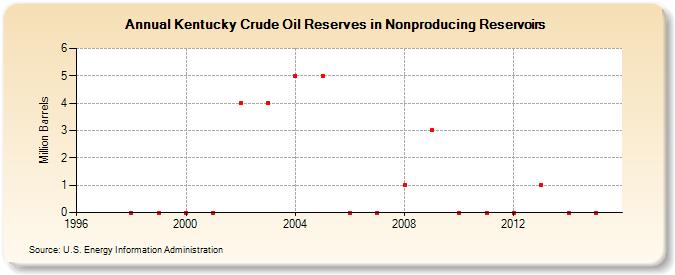 Annual Kentucky Crude Oil Reserves in Nonproducing Reservoirs
Million Barrels
6
5
4
3
2
1
0
1996 2000 2004 2008 2012
Source: U.S. Energy Information Administration